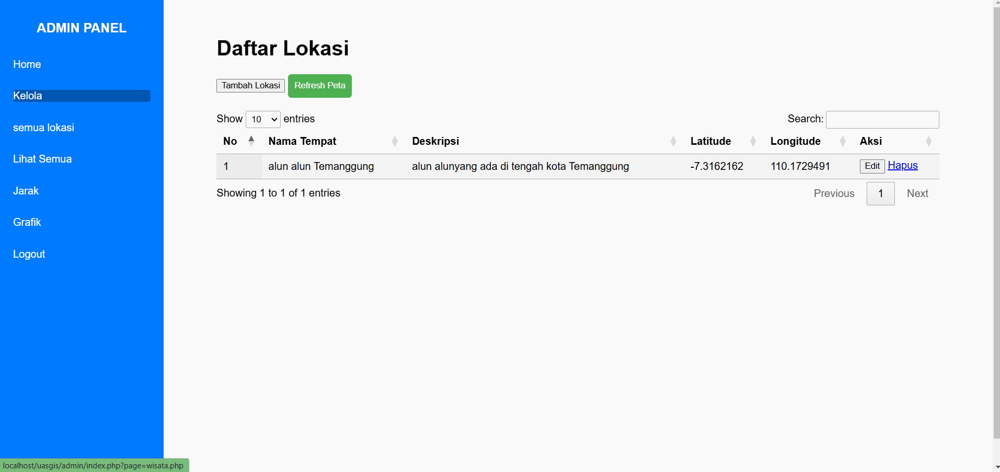 ADMIN PANEL
Home
Kelola
semua lokasi
Lihat Semua
Jarak
Grafik
Logout
Daftar Lokasi
Tambah Lokasi Refresh Peta
Show 10 entries Search:
No Nama Tempat Deskripsi Latitude Longitude Aksi
1 alun alun Temanggung alun alunyang ada di tengah kota Temanggung -7.3162162 110.1729491 Edit Hapus
Showing 1 to 1 of 1 entries Previous 1 Next
localhost/uasgis/admin/index.php?page=wisata.php